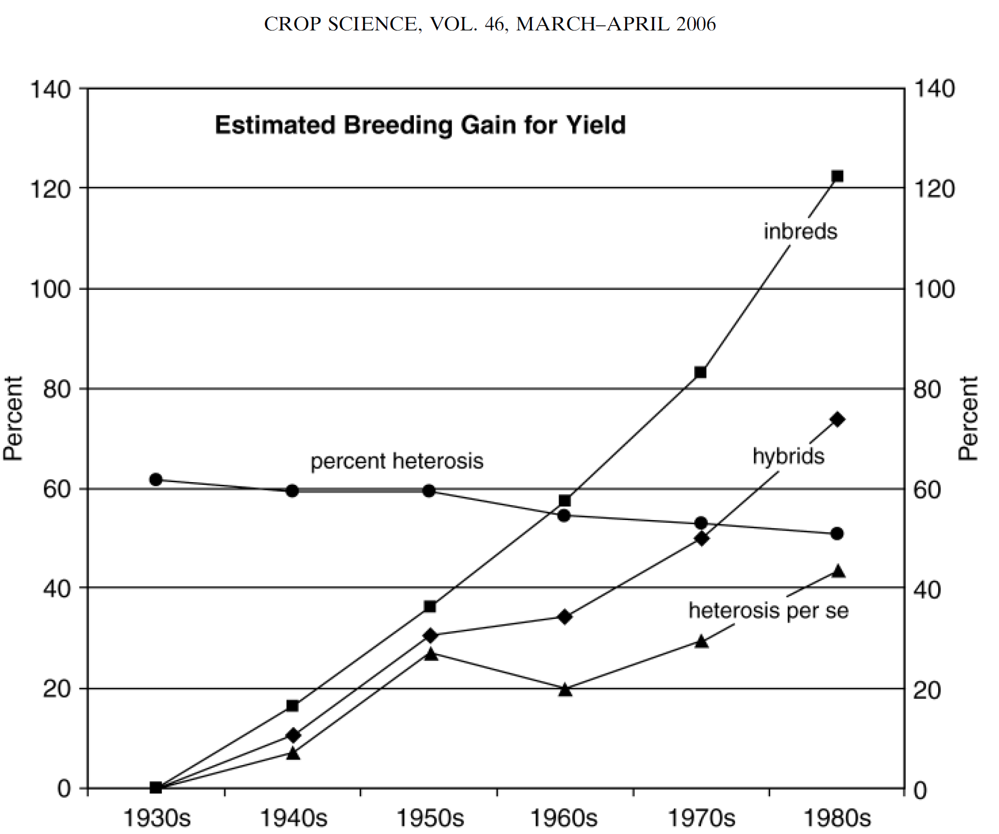 CROP SCIENCE, VOL. 46, MARCH–APRIL 2006
Estimated Breeding Gain for Yield
140
120
100
80
60
40
20
0
Percent
140
120
100
80
60
40
20
0
Percent
inbreds
hybrids
percent heterosis
heterosis per se
1930s 1940s 1950s 1960s 1970s 1980s